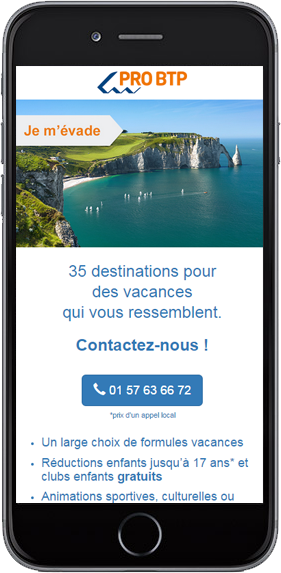 PRO BTP
Je m'évade
35 destinations pour
des vacances
qui vous ressemblent.
Contactez-nous !
01 57 63 66 72
*prix d'un appel local
• Un large choix de formules vacances
• Réductions enfants jusqu'à 17 ans* et
clubs enfants gratuits
• Animations sportives, culturelles ou